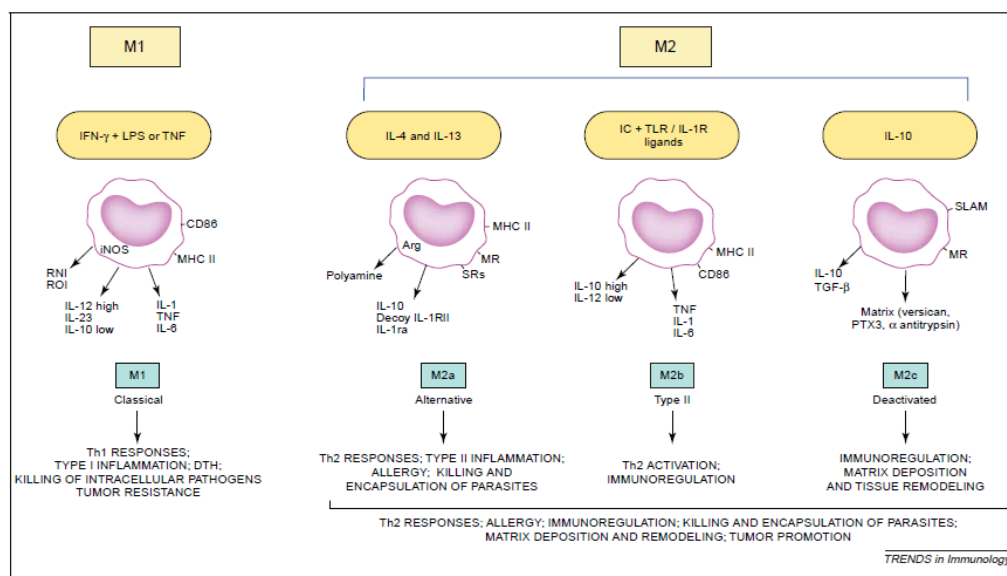 M1
M2
IFN-γ + LPS or TNF
IL-4 and IL-13
IC + TLR / IL-1R
ligands
IL-10
CD86
iNOS
MHC II
RNI
ROI
IL-12 high
IL-23
IL-10 low
IL-1
TNF
IL-6
MHC II
Arg
MR
SRs
Polyamine
IL-10
Decoy IL-1RII
IL-1ra
MHC II
CD86
IL-10 high
IL-12 low
TNF
IL-1
IL-6
SLAM
MR
IL-10
TGF-β
Matrix (versican,
PTX3, α antitrypsin)
M1
Classical
M2a
Alternative
M2b
Type II
M2c
Deactivated
Th1 RESPONSES;
TYPE I INFLAMMATION; DTH;
KILLING OF INTRACELLULAR PATHOGENS
TUMOR RESISTANCE
Th2 RESPONSES; TYPE II INFLAMMATION;
ALLERGY; KILLING AND
ENCAPSULATION OF PARASITES
Th2 ACTIVATION;
IMMUNOREGULATION
IMMUNOREGULATION;
MATRIX DEPOSITION
AND TISSUE REMODELING
Th2 RESPONSES; ALLERGY; IMMUNOREGULATION; KILLING AND ENCAPSULATION OF PARASITES;
MATRIX DEPOSITION AND REMODELING; TUMOR PROMOTION
TRENDS in Immunology